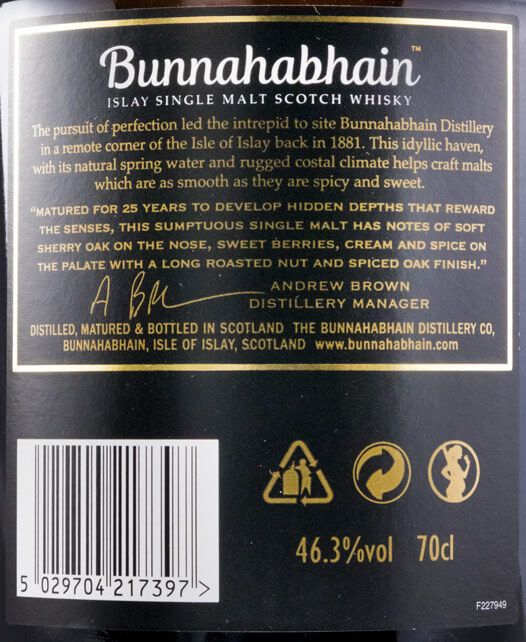 Bunnahabhain™
ISLAY SINGLE MALT SCOTCH WHISKY
The pursuit of perfection led the intrepid to site Bunnahabhain Distillery
in a remote corner of the Isle of Islay back in 1881. This idyllic haven,
with its natural spring water and rugged costal climate helps craft malts
which are as smooth as they are spicy and sweet.
“MATURED FOR 25 YEARS TO DEVELOP HIDDEN DEPTHS THAT REWARD
THE SENSES, THIS SUMPTUOUS SINGLE MALT HAS NOTES OF SOFT
SHERRY OAK ON THE NOSE, SWEET BERRIES, CREAM AND SPICE ON
THE PALATE WITH A LONG ROASTED NUT AND SPICED OAK FINISH.”
ANDREW BROWN
DISTILLERY MANAGER
DISTILLED, MATURED & BOTTLED IN SCOTLAND THE BUNNAHABHAIN DISTILLERY CO,
BUNNAHABHAIN, ISLE OF ISLAY, SCOTLAND www.bunnahabhain.com
46.3%vol 70cl
5 029704 217397 >
F227949